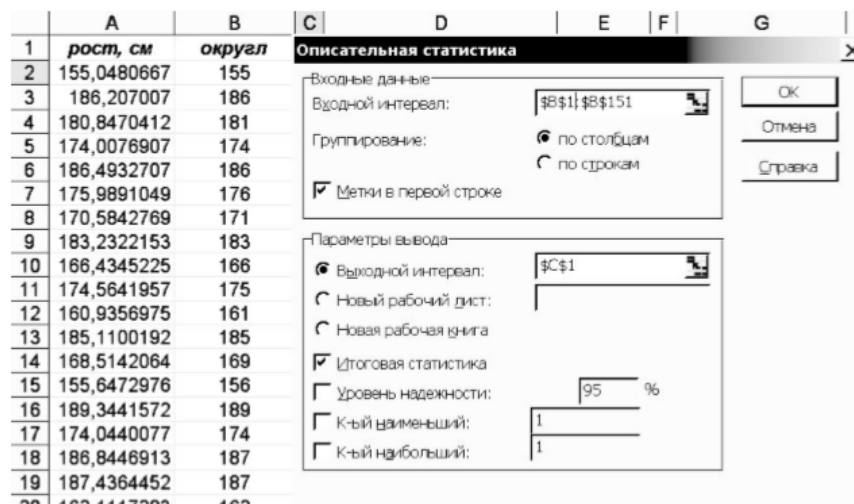 A B C D E F G
1 рост, см округл Описательная статистика
2 155,0480667 155
3 186,207007 186
4 180,8470412 181
5 174,0076907 174
6 186,4932707 186
7 175,9891049 176
8 170,5842769 171
9 183,2322153 183
10 166,4345225 166
11 174,5641957 175
12 160,9356975 161
13 185,1100192 185
14 168,5142064 169
15 155,6472976 156
16 189,3441572 189
17 174,0440077 174
18 186,8446913 187
19 187,4364452 187
Входные данные
Входной интервал: $B$1:$B$151
Группирование: по столбцам
по строкам
Метки в первой строке
OK
Отмена
Справка
Параметры вывода
Выходной интервал: $C$1
Новый рабочий лист:
Новая рабочая книга
Итоговая статистика
Уровень надежности: 95 %
К-ый наименьший: 1
К-ый наибольший: 1